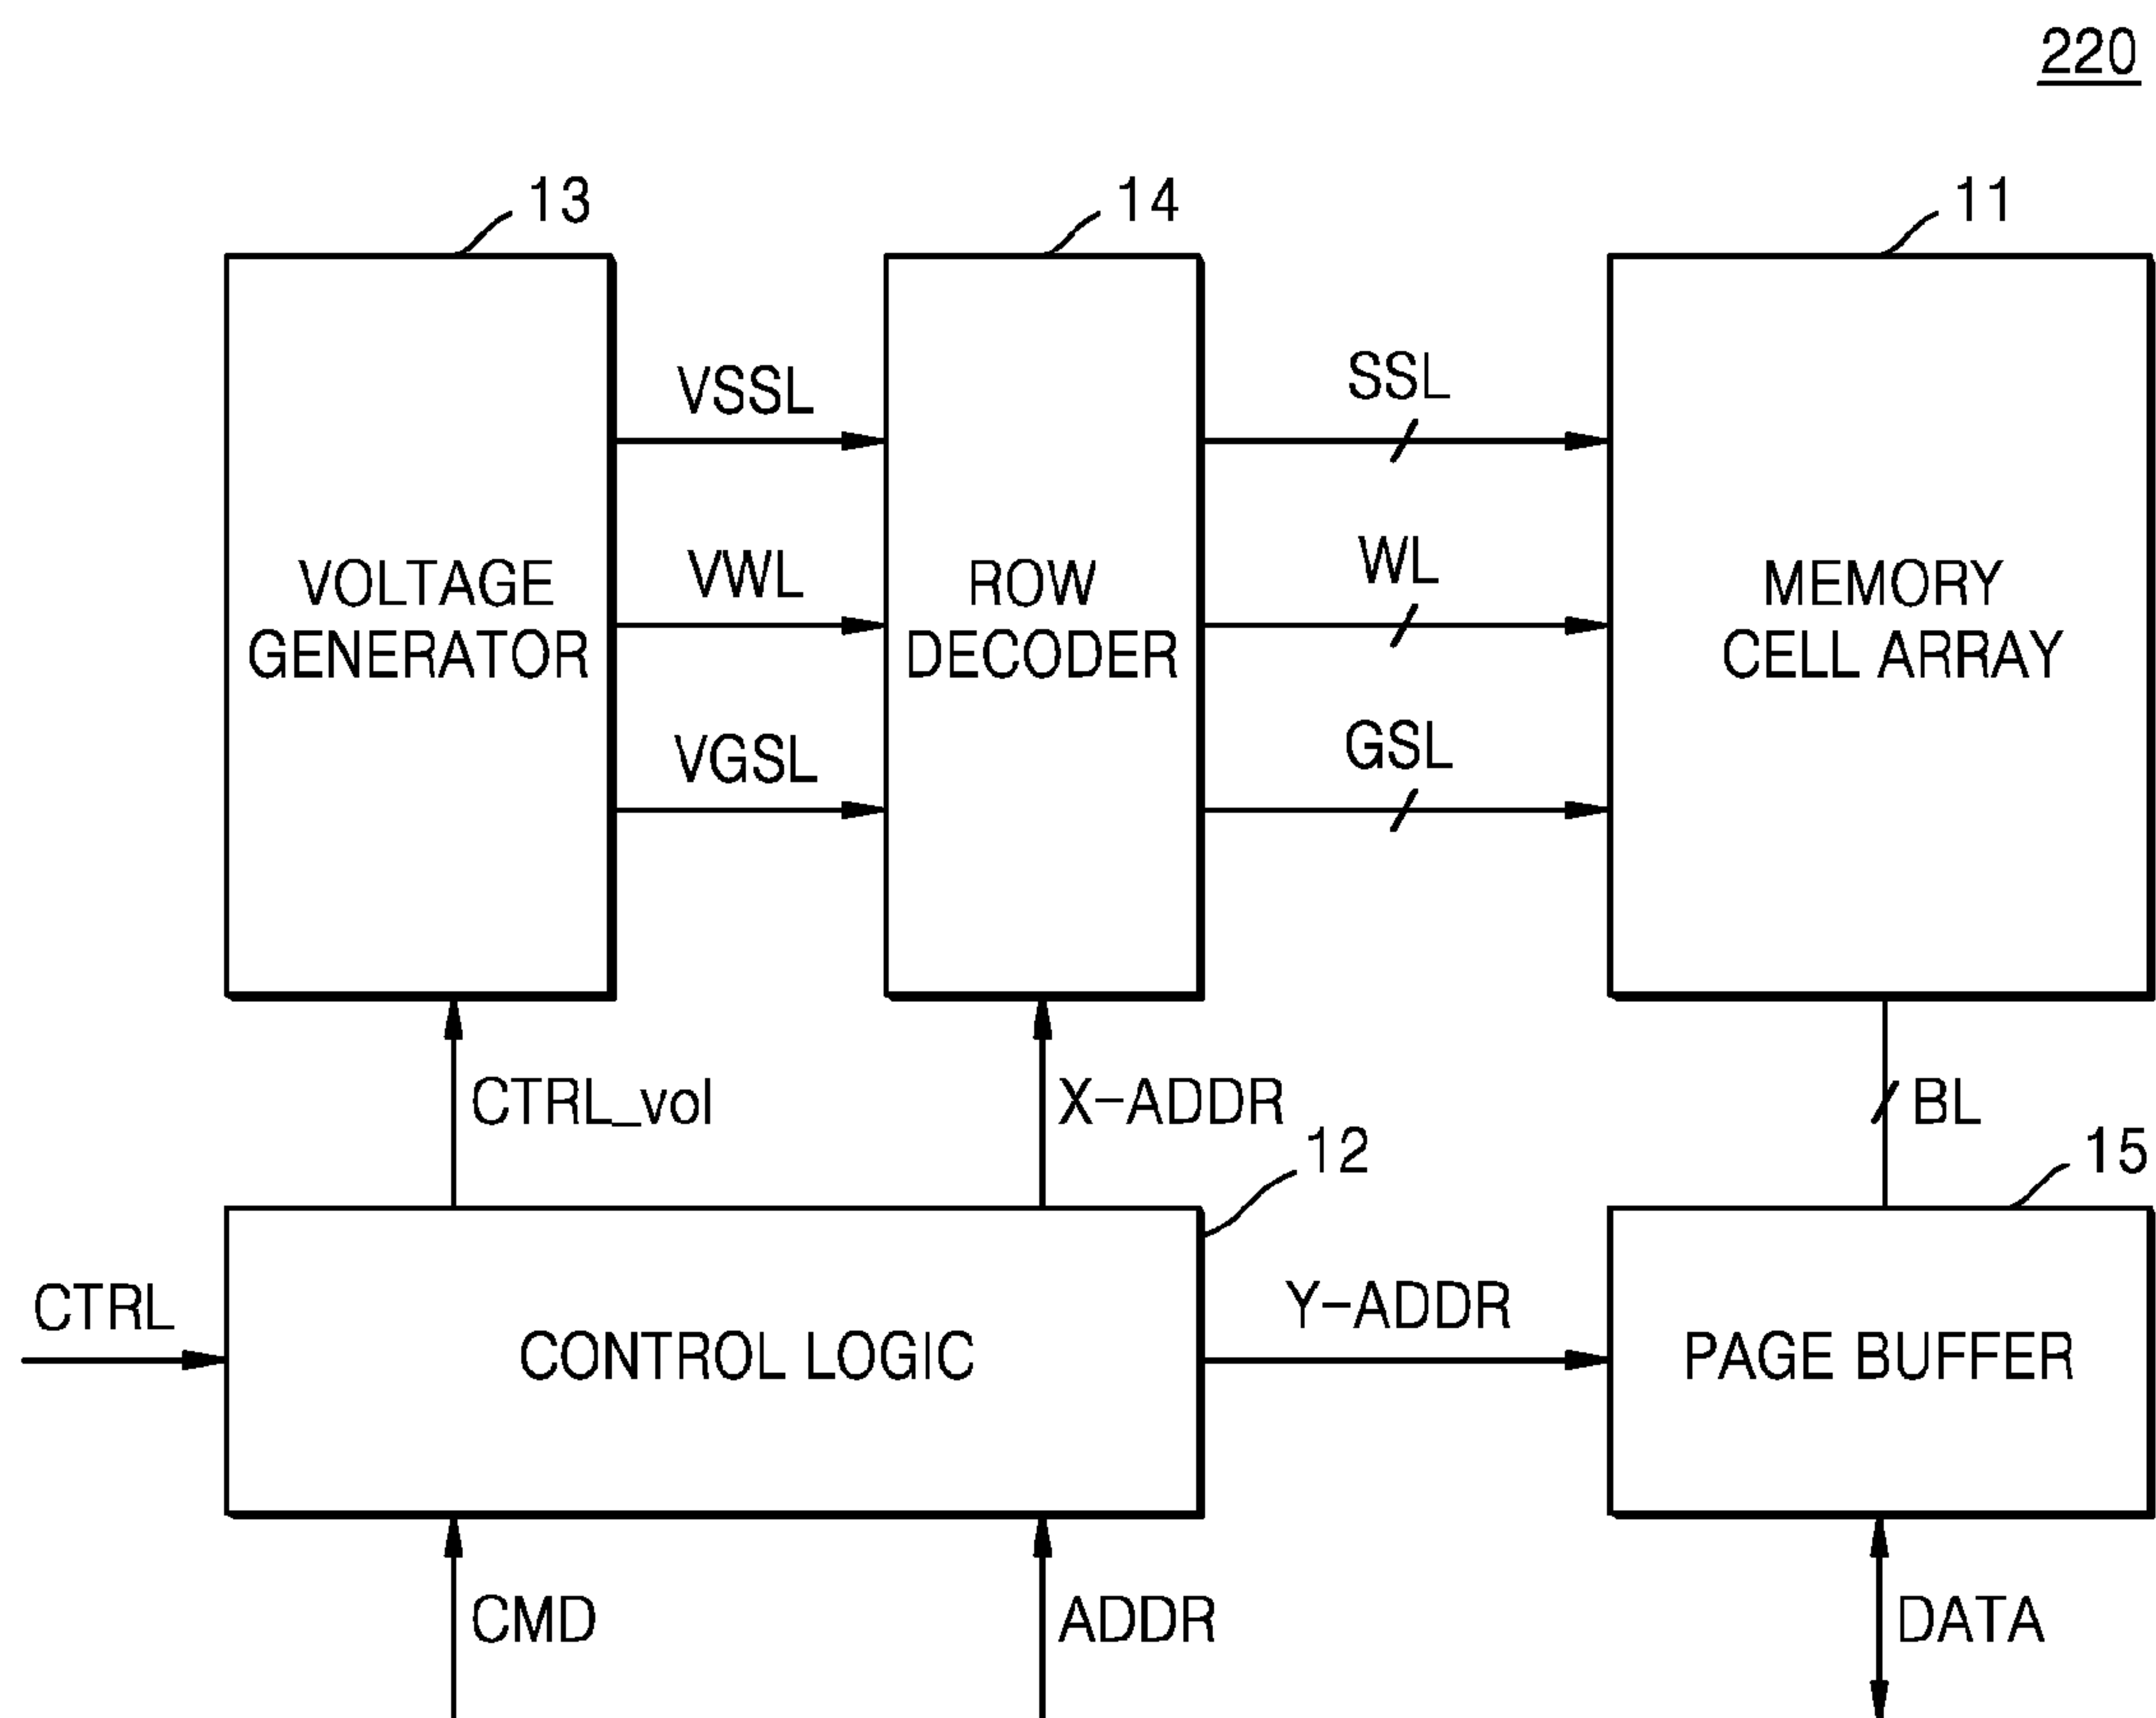 220
13
14
11
VSSL
SSL
VWL
WL
VOLTAGE
GENERATOR
ROW
DECODER
MEMORY
CELL ARRAY
VGSL
GSL
CTRL_vol
X-ADDR
BL
12
15
CTRL
CONTROL LOGIC
Y-ADDR
PAGE BUFFER
CMD
ADDR
DATA